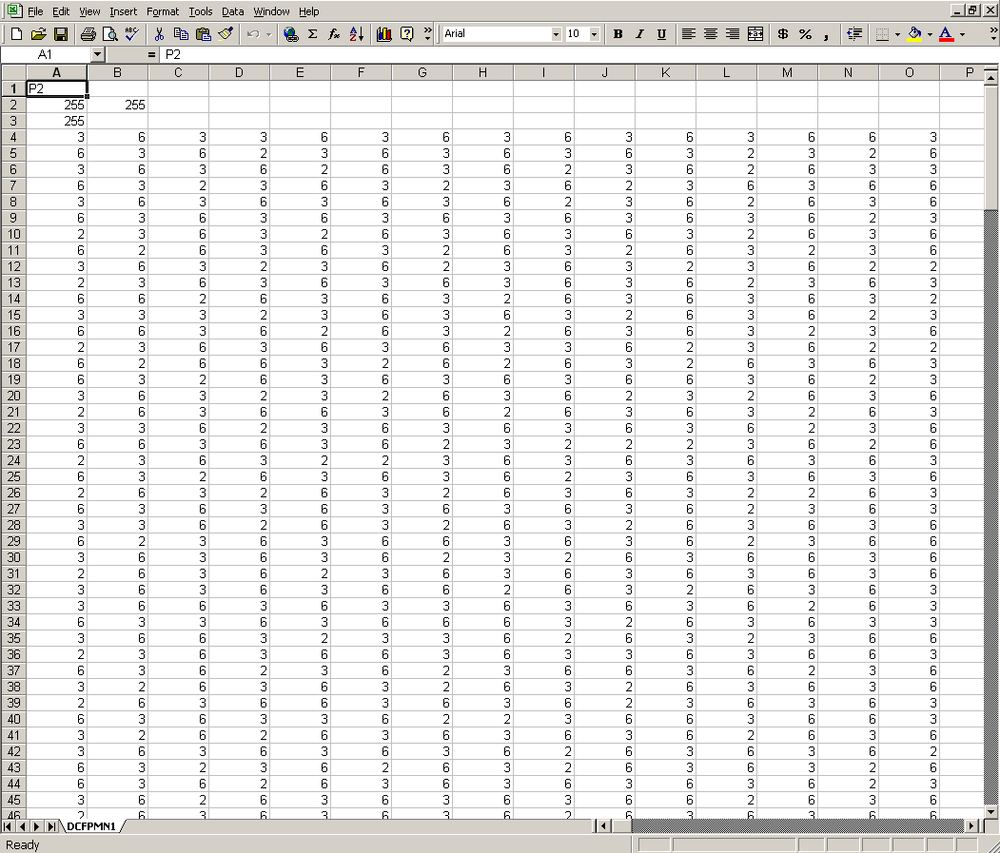 File Edit View Insert Format Tools Data Window Help
Arial 10 B I U $ % ,
A1 = P2
A B C D E F G H I J K L M N O P
1 P2
2 255 255
3 255
4 3 6 3 3 6 3 6 3 6 3 6 3 6 6 3
5 6 3 6 2 3 6 3 6 3 6 3 2 3 2 6
6 3 6 3 6 2 6 3 6 2 3 6 2 6 3 3
7 6 3 2 3 6 3 2 3 6 2 3 6 3 6 6
8 3 6 3 6 3 6 3 6 2 3 6 2 6 3 6
9 6 3 6 3 6 3 6 3 6 3 6 3 6 2 3
10 2 3 6 3 2 6 3 6 3 6 3 2 6 3 6
11 6 2 6 3 6 3 2 6 3 2 6 3 2 3 6
12 3 6 3 2 3 6 2 3 6 3 2 3 6 2 2
13 2 3 6 3 6 3 6 3 6 3 6 2 3 6 3
14 6 6 2 6 3 6 3 2 6 3 6 3 6 3 2
15 3 3 3 2 3 6 3 6 3 2 6 3 6 2 3
16 6 6 3 6 2 6 3 2 6 3 6 3 2 3 6
17 2 3 6 3 6 3 6 3 3 6 2 3 6 2 2
18 6 2 6 6 3 2 6 2 6 3 2 6 3 6 3
19 6 3 2 6 3 6 3 6 3 6 6 3 6 2 3
20 3 6 3 2 3 2 6 3 6 2 3 2 6 3 6
21 2 6 3 6 6 3 6 2 6 3 6 3 2 6 6
22 3 3 6 2 3 6 3 6 3 6 3 6 2 3 6
23 6 6 3 6 3 6 2 3 2 2 2 3 6 2 6
24 2 3 6 3 2 2 3 6 3 6 3 6 3 6 3
25 6 3 2 6 3 6 3 6 2 3 6 3 6 3 6
26 2 6 3 2 6 3 2 6 3 6 3 2 2 6 3
27 6 3 6 3 6 3 6 3 6 3 6 2 3 6 3
28 3 3 6 2 6 3 2 6 3 2 6 3 6 3 6
29 6 2 3 6 3 6 6 3 6 3 6 2 3 6 6
30 3 6 3 6 3 6 2 3 2 6 3 6 3 6 3
31 2 6 3 6 2 3 6 3 6 3 6 3 6 3 6
32 3 6 3 6 3 6 6 2 6 3 2 6 3 6 3
33 3 6 6 3 6 3 3 6 3 6 3 6 2 6 3
34 6 3 3 6 3 6 6 6 3 2 6 3 6 3 3
35 3 6 6 3 2 3 3 6 2 6 3 2 3 6 6
36 2 3 6 3 6 6 3 6 3 3 6 3 6 6 3
37 6 3 6 2 3 6 2 3 6 6 3 6 2 3 6
38 3 2 6 3 6 3 2 6 3 2 6 3 6 3 6
39 2 6 3 6 6 3 6 3 6 2 3 6 3 6 3
40 6 3 6 3 3 6 2 2 3 6 6 3 6 6 3
41 3 2 6 2 6 3 6 3 6 3 6 2 6 3 6
42 3 6 3 6 3 6 3 6 2 6 3 6 3 6 2
43 6 3 2 3 6 2 6 3 2 6 3 6 3 2 6
44 6 3 6 2 6 3 6 3 6 3 6 3 6 2 3
45 3 6 2 6 3 6 3 6 3 6 6 2 6 3 6
46 2 6 3 6 3 6 3 6 2 6 3 6 3 6 6
DCFPMN1
Ready